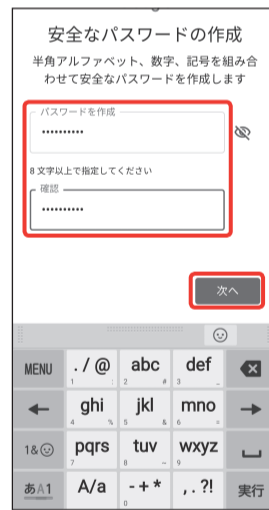 安全なパスワードの作成
半角アルファベット、数字、記号を組み合
わせて安全なパスワードを作成します
パスワードを作成
••••••••••
8 文字以上で指定してください
確認
••••••••••
次へ
MENU ./@ abc def
1 : 2 # 3 _
← ghi jkl mno →
4 % 5 & 6 =
1&☺ pqrs tuv wxyz
7 8 - 9
あA1 A/a -+* ,.?! 実行
0